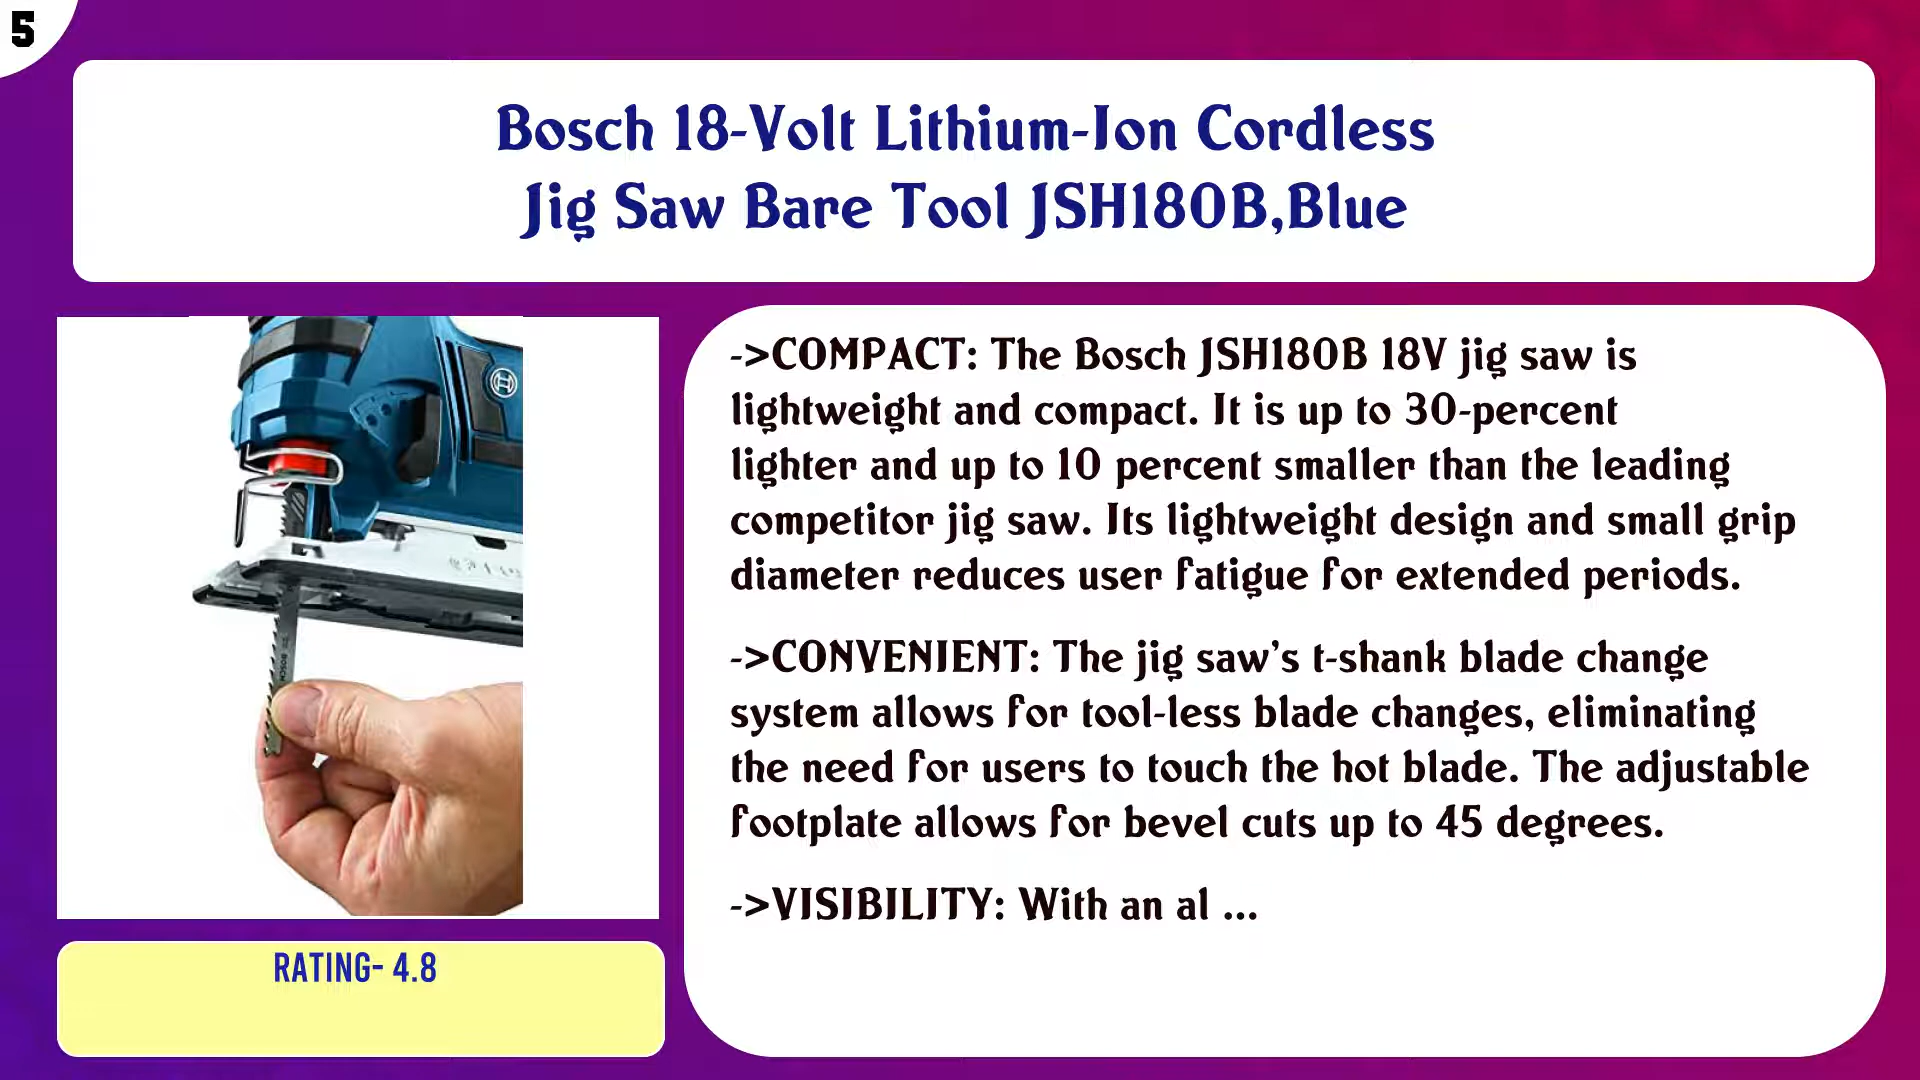 5
Bosch 18-Volt Lithium-Ion Cordless
Jig Saw Bare Tool JSH180B,Blue
->COMPACT: The Bosch JSH180B 18V jig saw is
lightweight and compact. It is up to 30-percent
lighter and up to 10 percent smaller than the leading
competitor jig saw. Its lightweight design and small grip
diameter reduces user fatigue for extended periods.
->CONVENIENT: The jig saw's t-shank blade change
system allows for tool-less blade changes, eliminating
the need for users to touch the hot blade. The adjustable
footplate allows for bevel cuts up to 45 degrees.
->VISIBILITY: With an al ...
RATING- 4.8